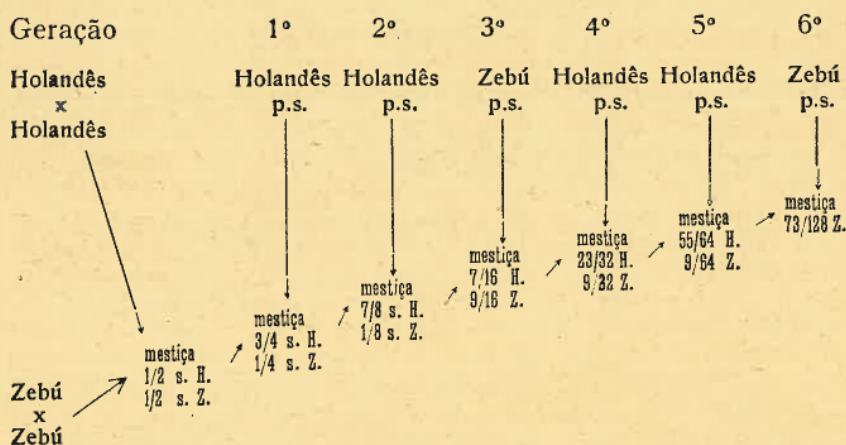 Geração 1º 2º 3º 4º 5º 6º
Holandês Holandês Holandês Zebú Holandês Holandês Zebú
x p.s. p.s. p.s. p.s. p.s. p.s.
Holandês
mestiça
73/128 Z.
mestiça
55/64 H.
9/64 Z.
mestiça
23/32 H.
9/32 Z.
mestiça
7/16 H.
9/16 Z.
mestiça
7/8 s. H.
1/8 s. Z.
mestiça
3/4 s. H.
1/4 s. Z.
mestiça
1/2 s. H.
1/2 s. Z.
Zebú
x
Zebú